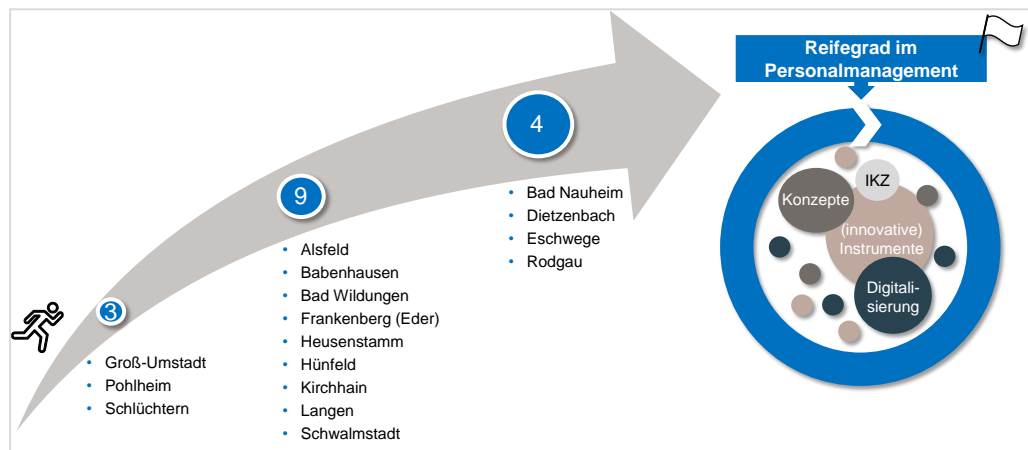 3
• Groß-Umstadt
• Pohlheim
• Schlüchtern
9
• Alsfeld
• Babenhausen
• Bad Wildungen
• Frankenberg (Eder)
• Heusenstamm
• Hünfeld
• Kirchhain
• Langen
• Schwalmstadt
4
• Bad Nauheim
• Dietzenbach
• Eschwege
• Rodgau
Reifegrad im
Personalmanagement
IKZ
Konzepte
(innovative)
Instrumente
Digitali-
sierung